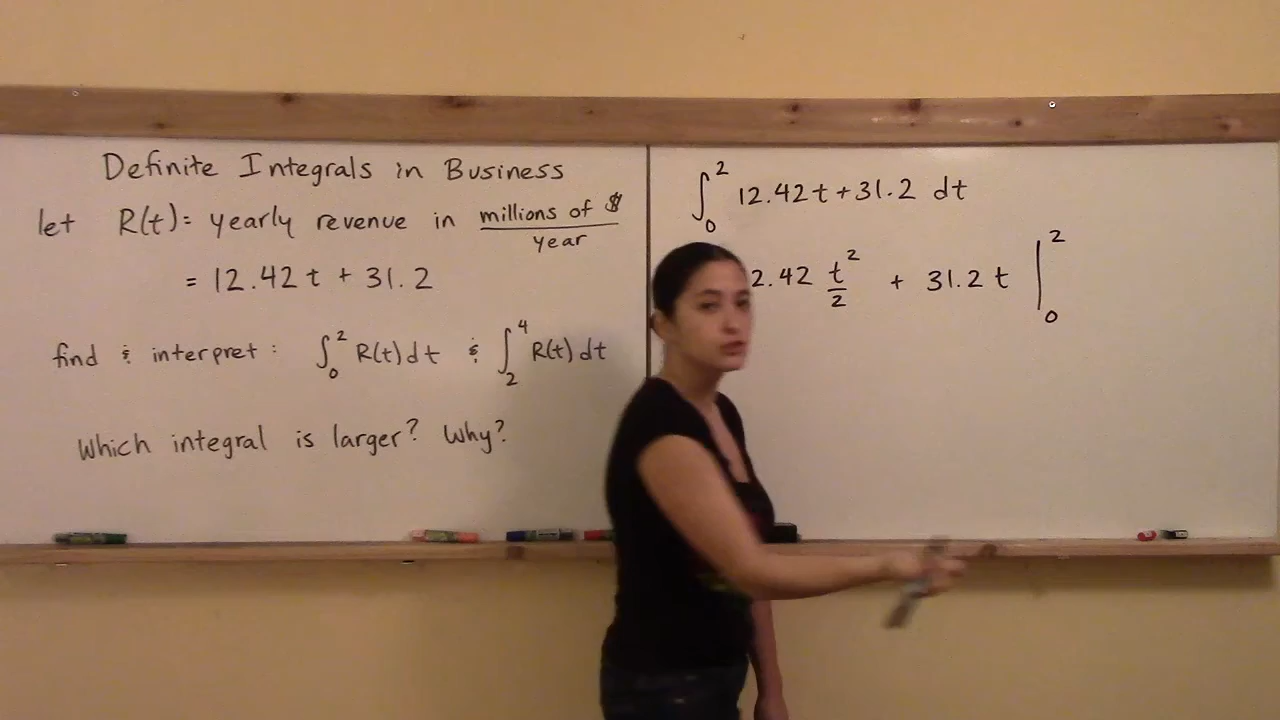 Definite Integrals in Business
let R(t) = yearly revenue in millions of $ / year
= 12.42 t + 31.2
find & interpret : ∫₀² R(t) dt & ∫₂⁴ R(t) dt
Which integral is larger? Why?
∫₀² 12.42 t + 31.2 dt
2.42 t²/2 + 31.2 t |₀²